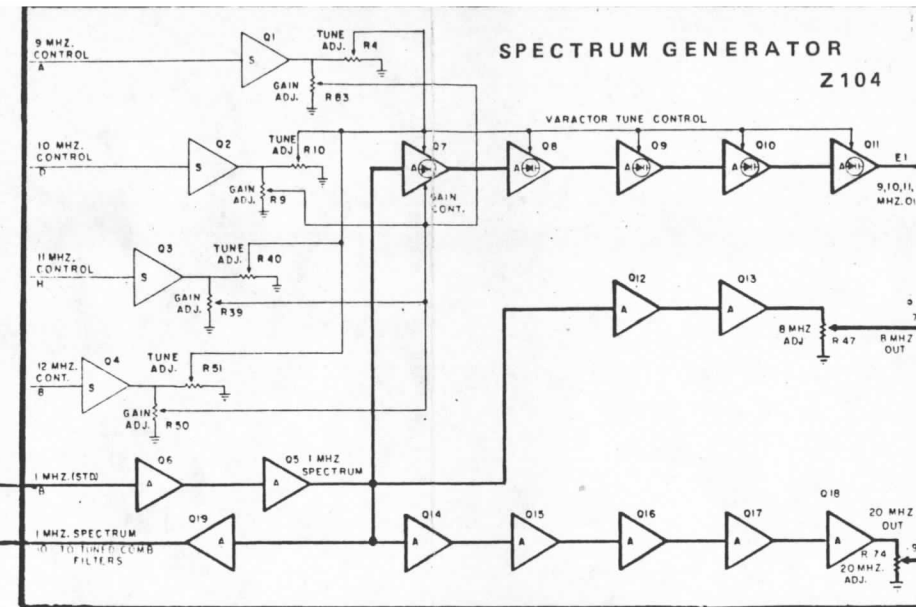 SPECTRUM GENERATOR
Z104
9 MHZ.
CONTROL
A
Q1
S
TUNE
ADJ.
R4
GAIN
ADJ.
R83
10 MHZ.
CONTROL
D
Q2
S
TUNE
ADJ.
R10
GAIN
ADJ.
R9
VARACTOR TUNE CONTROL
Q7
A
GAIN
CONT.
Q8
A
Q9
A
Q10
A
Q11
A
E1
9,10,11,
MHZ.
11 MHZ.
CONTROL
H
Q3
S
TUNE
ADJ.
R40
GAIN
ADJ.
R39
Q12
A
Q13
A
8 MHZ
ADJ
R47
8 MHZ
OUT
12 MHZ.
CONT.
B
Q4
S
TUNE
ADJ.
R51
GAIN
ADJ.
R50
1 MHZ.(STD)
Q6
A
Q5
A
1 MHZ
SPECTRUM
1 MHZ. SPECTRUM
TO TUNED COMB
FILTERS
Q19
A
Q14
A
Q15
A
Q16
A
Q17
A
Q18
A
20 MHZ
OUT
R74
20 MHZ.
ADJ.